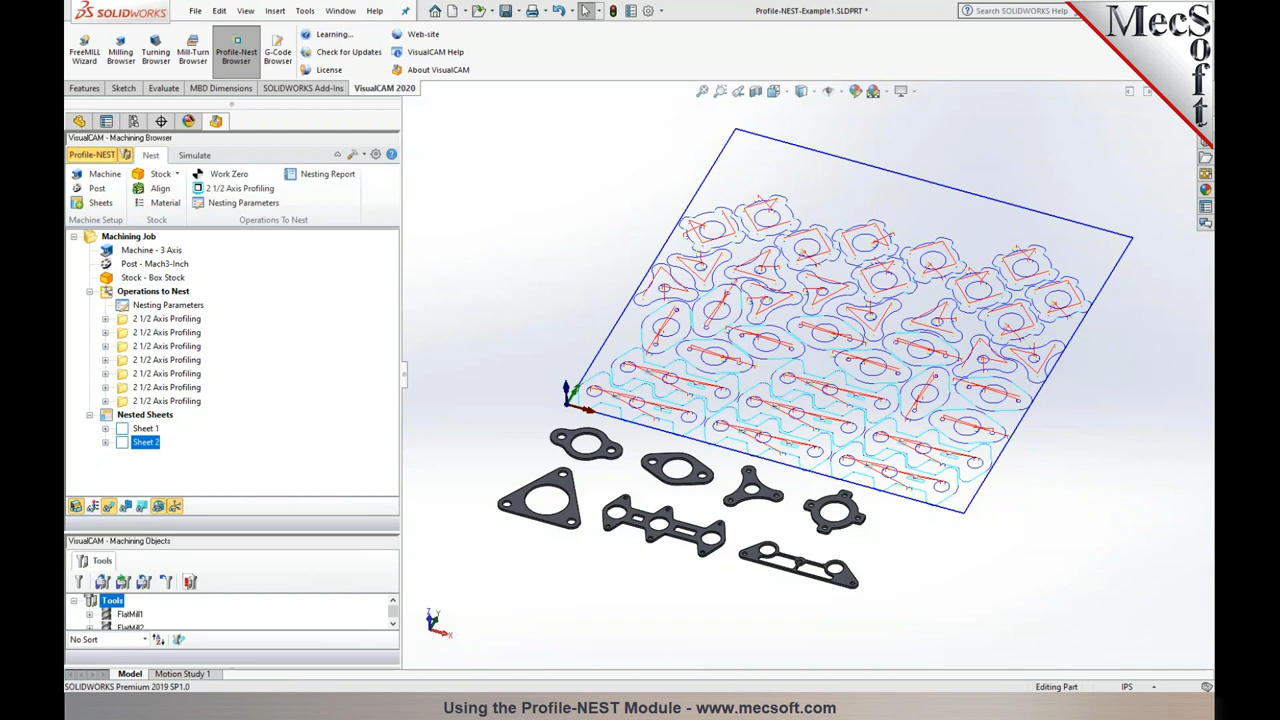 SOLIDWORKS
File Edit View Insert Tools Window Help
Profile-NEST-Example1.SLDPRT *
Search SOLIDWORKS Help
MecSoft
FreeMILL Wizard
Milling Browser
Turning Browser
Mill-Turn Browser
Profile-Nest Browser
G-Code Browser
Learning...
Check for Updates
License
Web-site
VisualCAM Help
About VisualCAM
Features Sketch Evaluate MBD Dimensions SOLIDWORKS Add-Ins VisualCAM 2020
VisualCAM - Machining Browser
Profile-NEST Nest Simulate
Machine Stock Work Zero Nesting Report
Post Align 2 1/2 Axis Profiling
Sheets Material Nesting Parameters
Machine Setup Stock Operations To Nest
Machining Job
Machine - 3 Axis
Post - Mach3-Inch
Stock - Box Stock
Operations to Nest
Nesting Parameters
2 1/2 Axis Profiling
2 1/2 Axis Profiling
2 1/2 Axis Profiling
2 1/2 Axis Profiling
2 1/2 Axis Profiling
2 1/2 Axis Profiling
2 1/2 Axis Profiling
Nested Sheets
Sheet 1
Sheet 2
VisualCAM - Machining Objects
Tools
Tools
FlatMill1
FlatMill2
No Sort
Z Y X
Model Motion Study 1
SOLIDWORKS Premium 2019 SP1.0
Editing Part IPS
Using the Profile-NEST Module - www.mecsoft.com